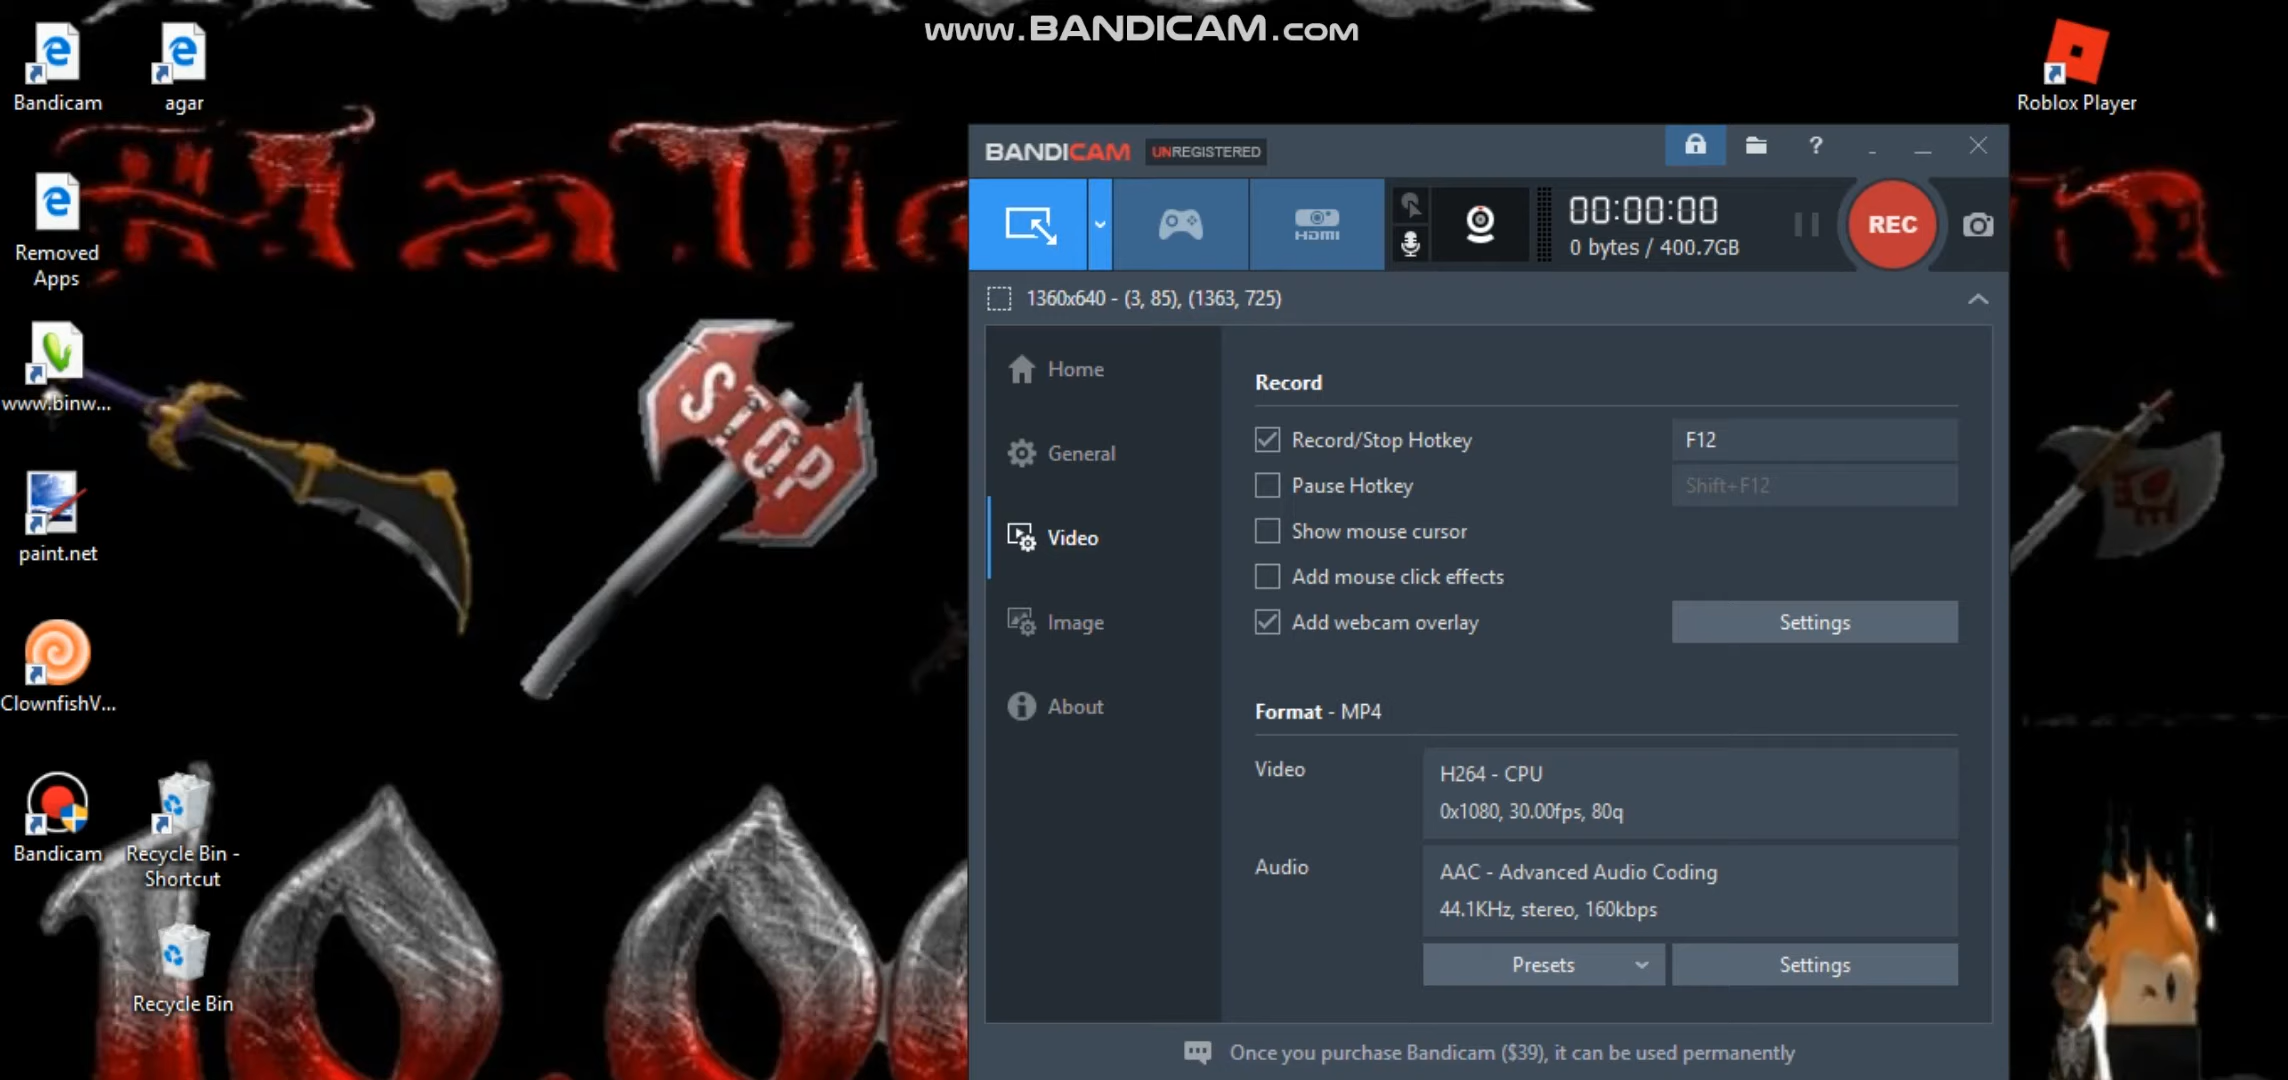 www.BANDICAM.com
Bandicam
agar
Roblox Player
Removed
Apps
www.binw...
paint.net
ClownfishV...
Bandicam
Recycle Bin -
Shortcut
Recycle Bin
STOP
BANDICAM UNREGISTERED
?
HDMI
00:00:00
0 bytes / 400.7GB
REC
1360x640 - (3, 85), (1363, 725)
Home
General
Video
Image
About
Record
Record/Stop Hotkey
F12
Pause Hotkey
Shift+F12
Show mouse cursor
Add mouse click effects
Add webcam overlay
Settings
Format - MP4
Video
H264 - CPU
0x1080, 30.00fps, 80q
Audio
AAC - Advanced Audio Coding
44.1KHz, stereo, 160kbps
Presets
Settings
Once you purchase Bandicam ($39), it can be used permanently